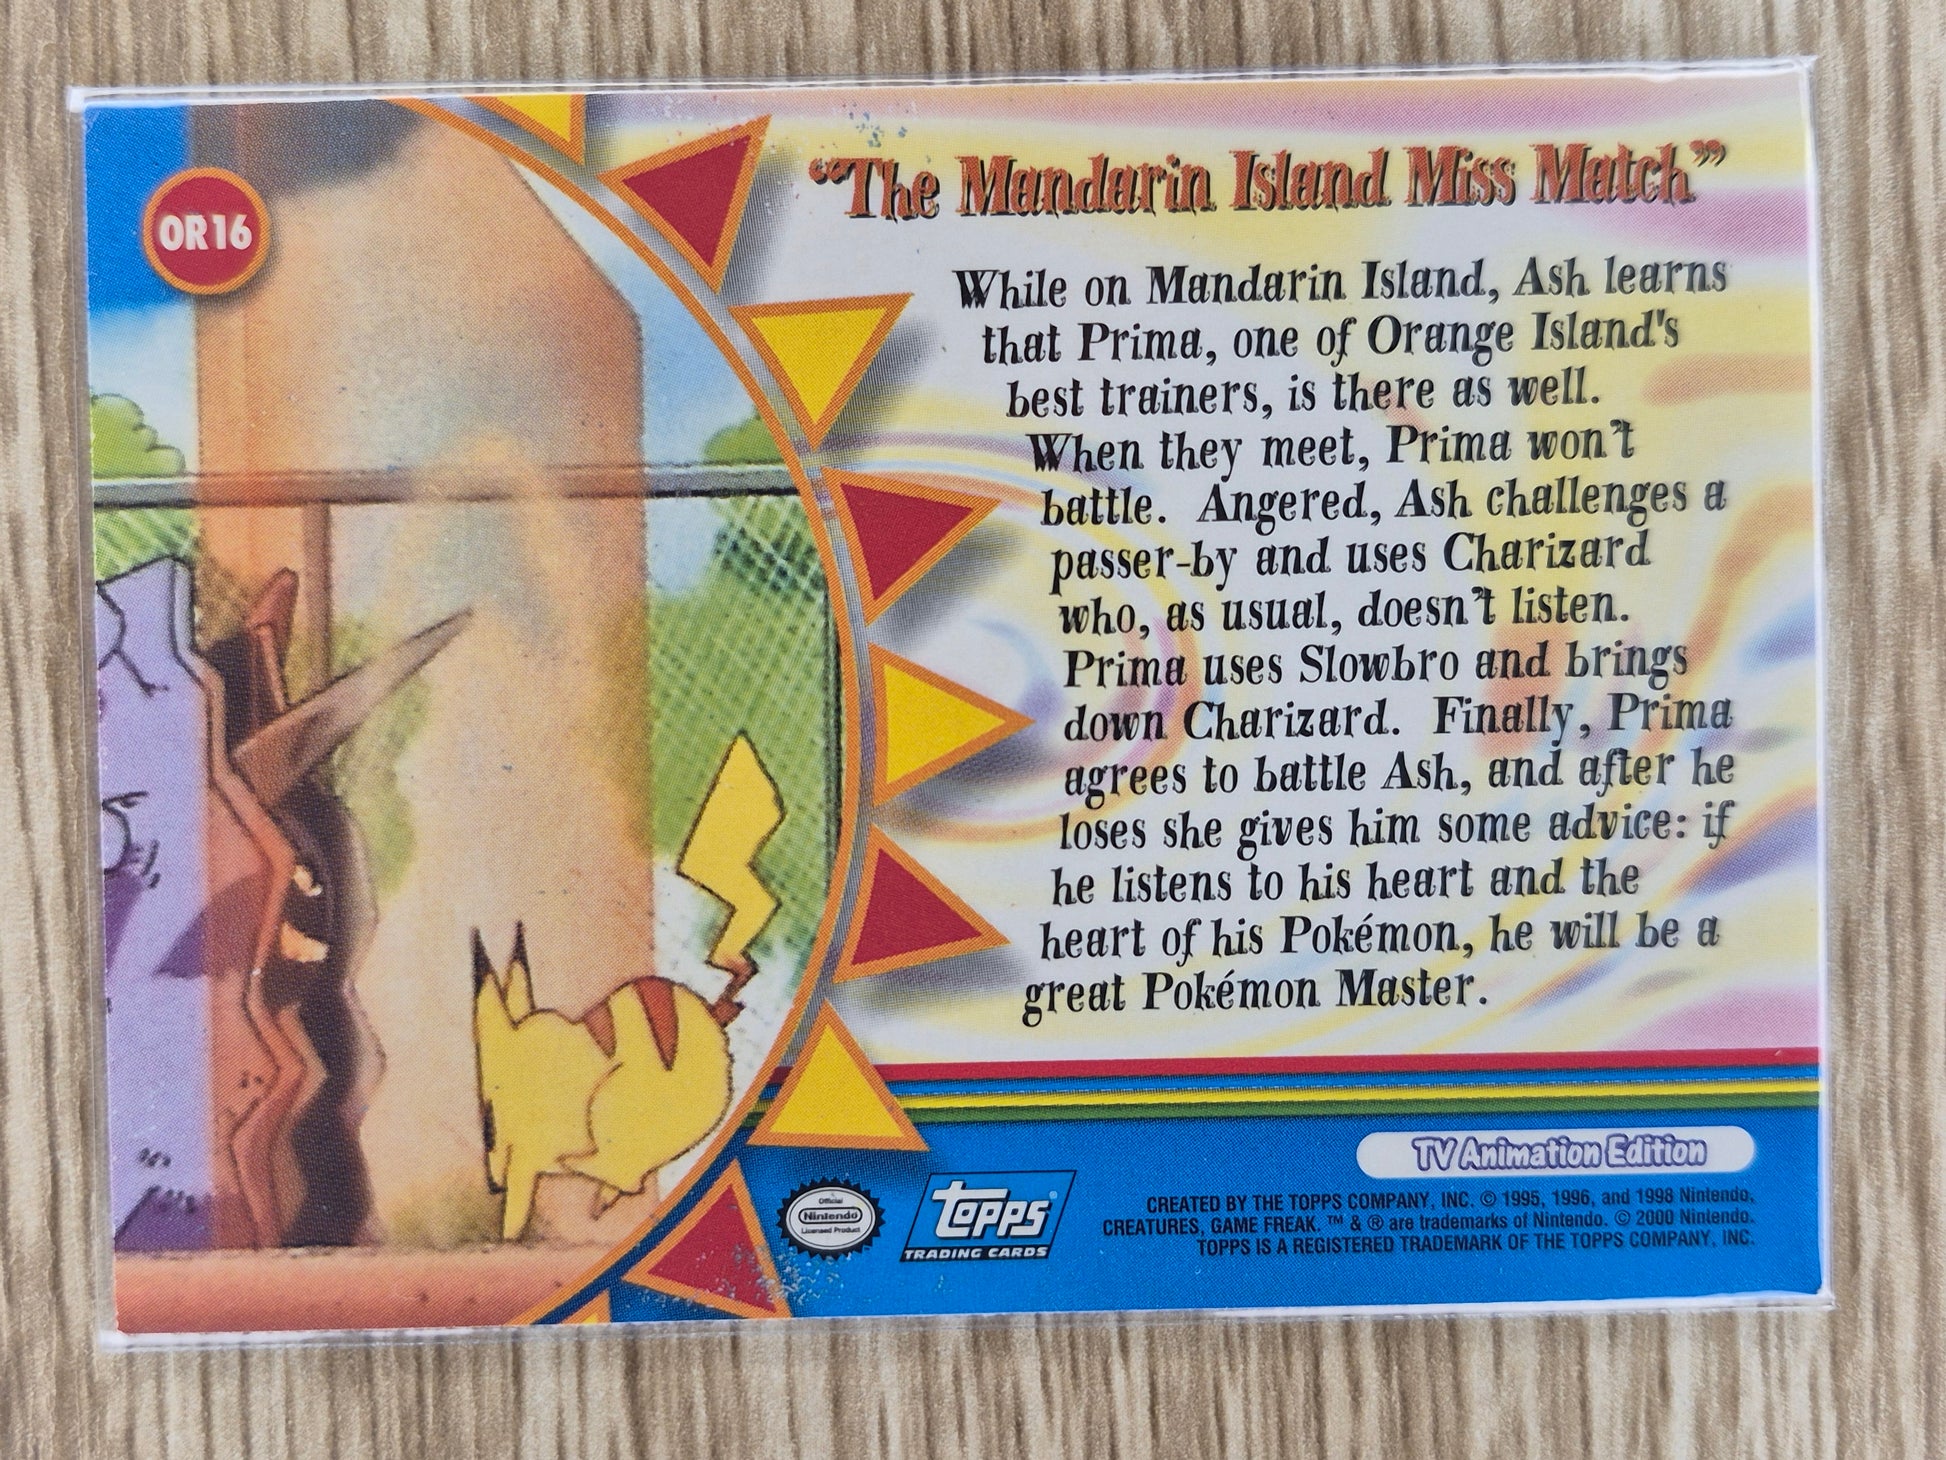 OR16
“The Mandarin Island Miss Match”
While on Mandarin Island, Ash learns
that Prima, one of Orange Island's
best trainers, is there as well.
When they meet, Prima won't
battle. Angered, Ash challenges a
passer-by and uses Charizard
who, as usual, doesn't listen.
Prima uses Slowbro and brings
down Charizard. Finally, Prima
agrees to battle Ash, and after he
loses she gives him some advice: if
he listens to his heart and the
heart of his Pokémon, he will be a
great Pokémon Master.
TV Animation Edition
Official
Nintendo
Licensed Product
topps®
TRADING CARDS
CREATED BY THE TOPPS COMPANY, INC. © 1995, 1996, and 1998 Nintendo,
CREATURES, GAME FREAK. ™ & ® are trademarks of Nintendo. © 2000 Nintendo.
TOPPS IS A REGISTERED TRADEMARK OF THE TOPPS COMPANY, INC.